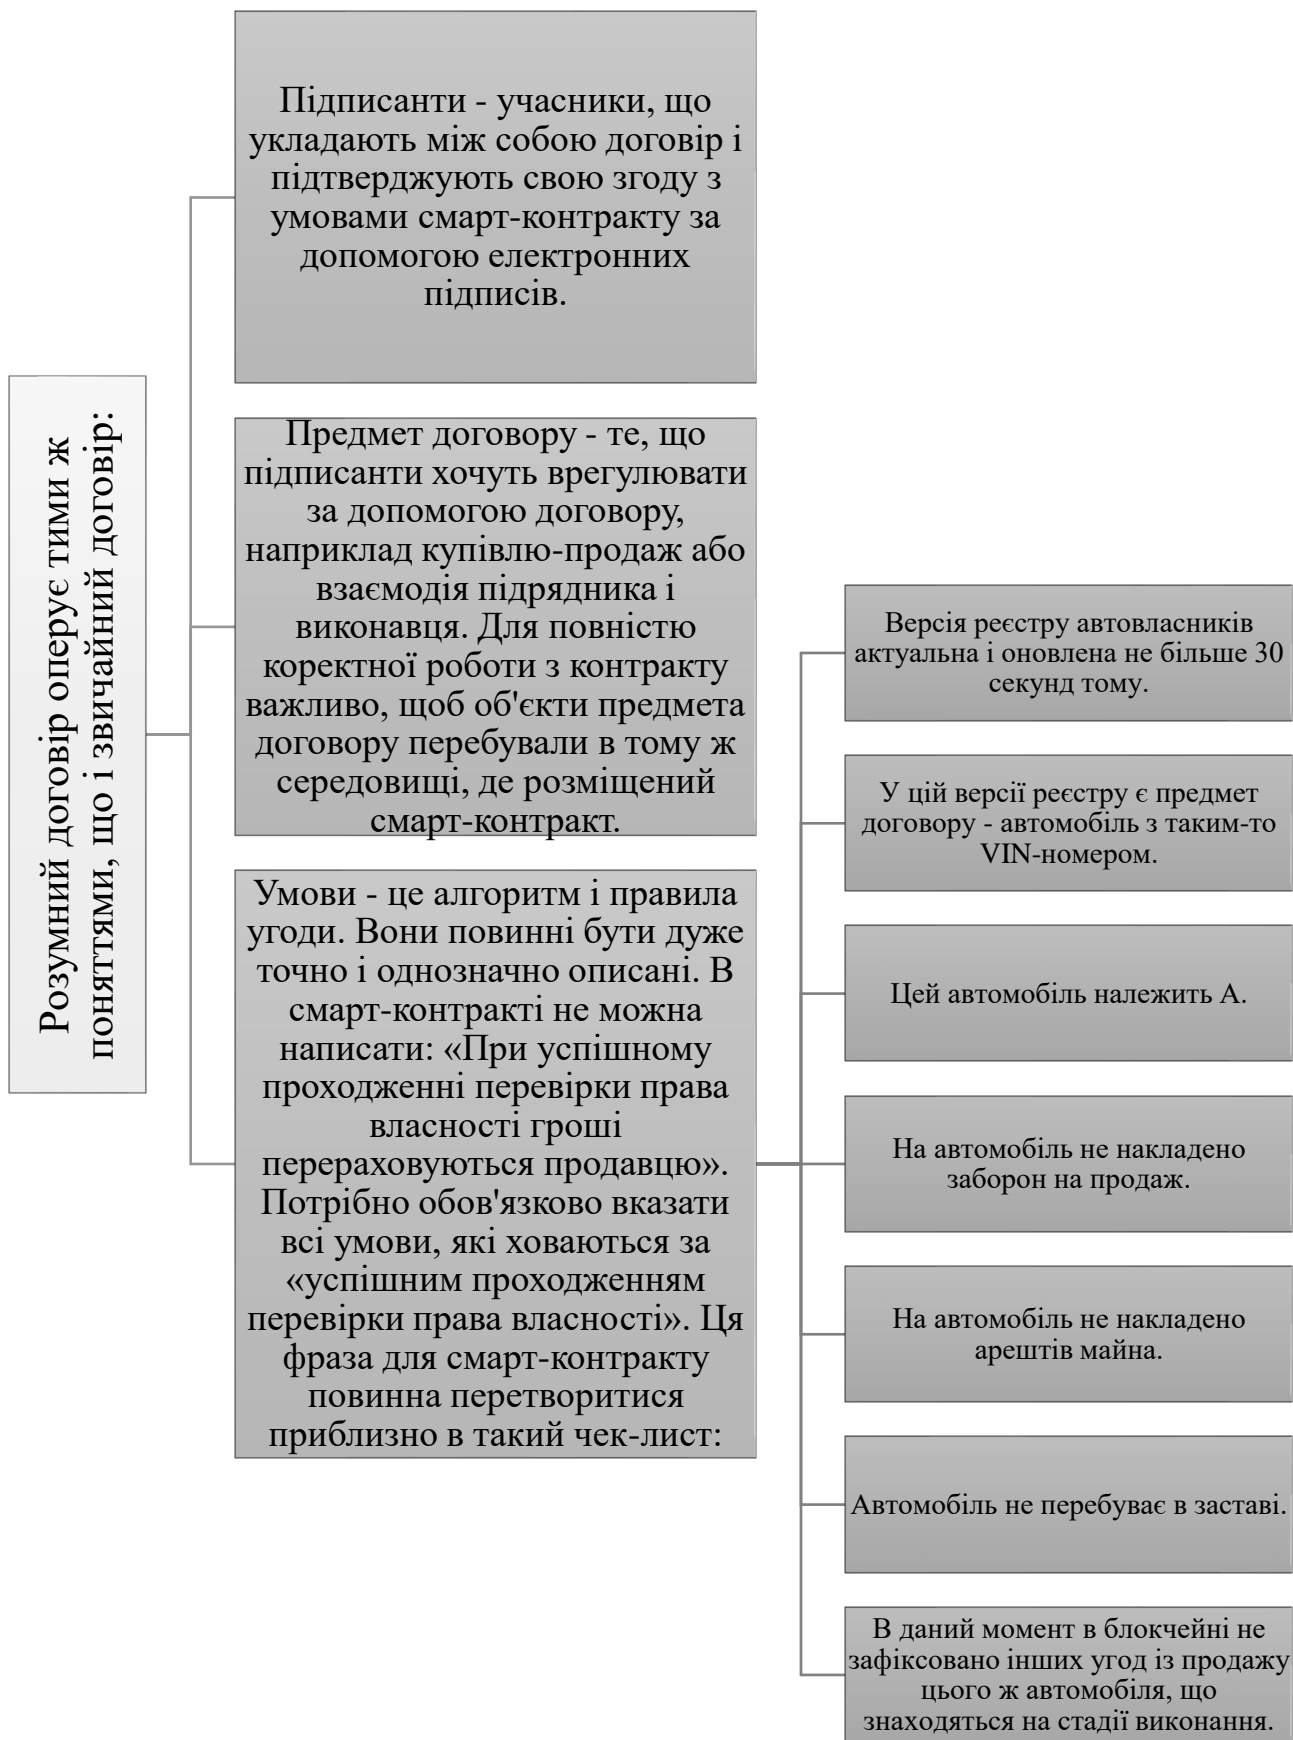 Розумний договір оперує тими ж
поняттями, що і звичайний договір:
Підписанти - учасники, що
укладають між собою договір і
підтверджують свою згоду з
умовами смарт-контракту за
допомогою електронних
підписів.
Предмет договору - те, що
підписанти хочуть врегулювати
за допомогою договору,
наприклад купівлю-продаж або
взаємодія підрядника і
виконавця. Для повністю
коректної роботи з контракту
важливо, щоб об'єкти предмета
договору перебували в тому ж
середовищі, де розміщений
смарт-контракт.
Умови - це алгоритм і правила
угоди. Вони повинні бути дуже
точно і однозначно описані. В
смарт-контракті не можна
написати: «При успішному
проходженні перевірки права
власності гроші
перераховуються продавцю».
Потрібно обов'язково вказати
всі умови, які ховаються за
«успішним проходженням
перевірки права власності». Ця
фраза для смарт-контракту
повинна перетворитися
приблизно в такий чек-лист:
Версія реєстру автовласників
актуальна і оновлена не більше 30
секунд тому.
У цій версії реєстру є предмет
договору - автомобіль з таким-то
VIN-номером.
Цей автомобіль належить А.
На автомобіль не накладено
заборон на продаж.
На автомобіль не накладено
арештів майна.
Автомобіль не перебуває в заставі.
В даний момент в блокчейні не
зафіксовано інших угод із продажу
цього ж автомобіля, що
знаходяться на стадії виконання.